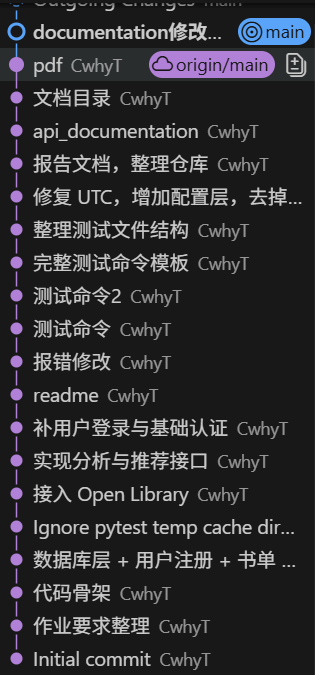 Outgoing Changes main
documentation修改... main
pdf CwhyT origin/main
文档目录 CwhyT
api_documentation CwhyT
报告文档，整理仓库 CwhyT
修复 UTC，增加配置层，去掉...
整理测试文件结构 CwhyT
完整测试命令模板 CwhyT
测试命令2 CwhyT
测试命令 CwhyT
报错修改 CwhyT
readme CwhyT
补用户登录与基础认证 CwhyT
实现分析与推荐接口 CwhyT
接入 Open Library CwhyT
Ignore pytest temp cache dir...
数据库层 + 用户注册 + 书单 ...
代码骨架 CwhyT
作业要求整理 CwhyT
Initial commit CwhyT